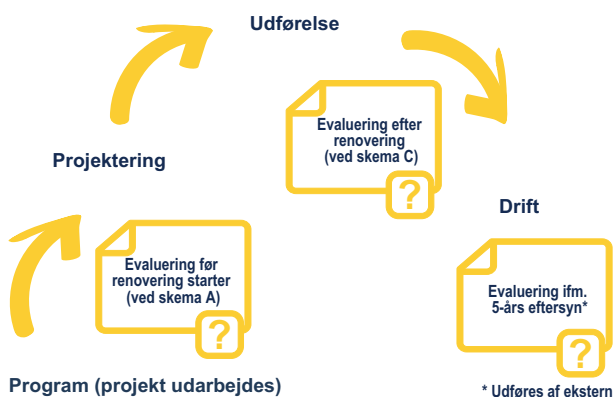 Udførelse
Evaluering efter
renovering
(ved skema C)
?
Projektering
Drift
Evaluering før
renovering starter
(ved skema A)
?
Evaluering ifm.
5-års eftersyn*
?
Program (projekt udarbejdes)
* Udføres af ekstern